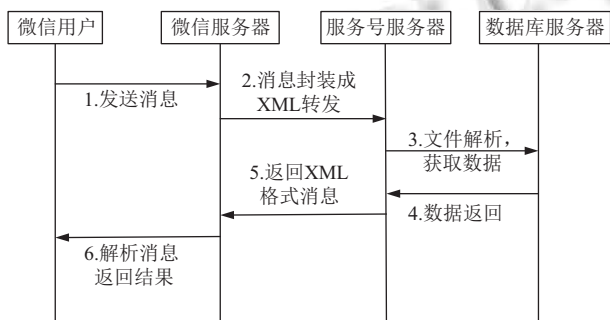 微信用户
微信服务器
服务号服务器
数据库服务器
1.发送消息
2.消息封装成
XML转发
3.文件解析，
获取数据
4.数据返回
5.返回XML
格式消息
6.解析消息
返回结果